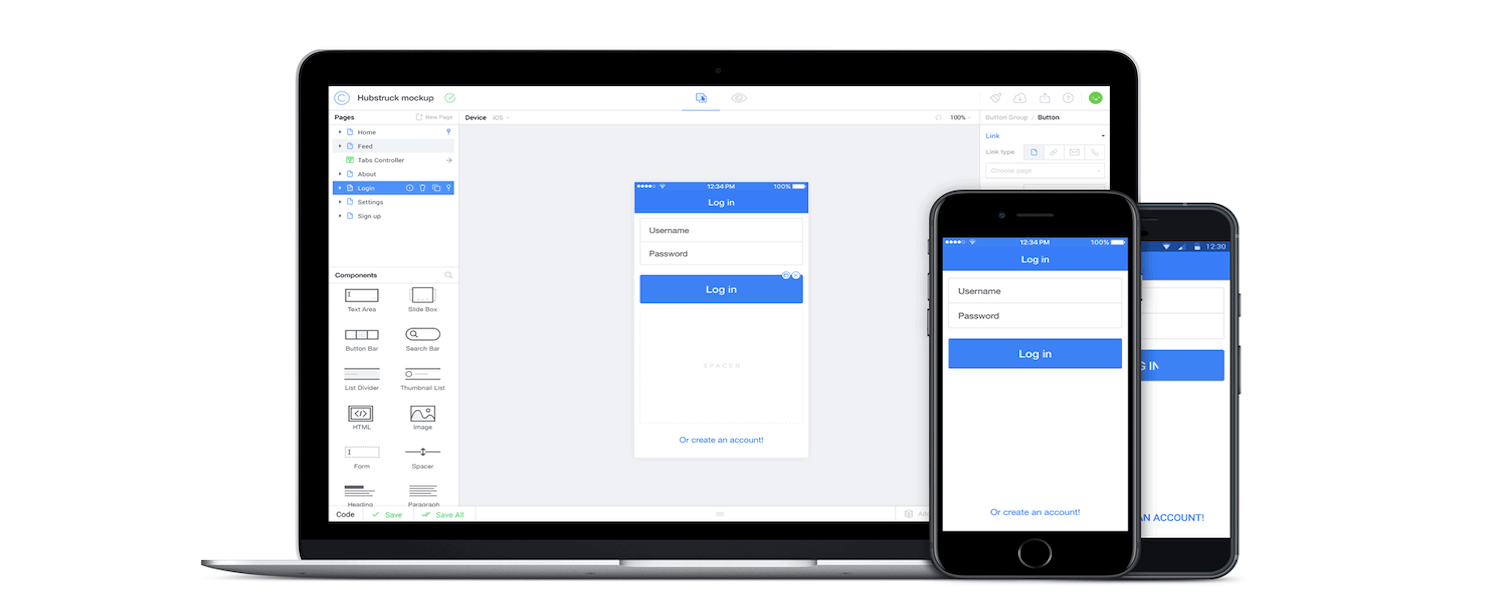 Hubstruck mockup
Pages
New Page
Home
Feed
Tabs Controller
About
Login
Settings
Sign up
Components
Text Area
Slide Box
Button Bar
Search Bar
List Divider
Thumbnail List
HTML
Image
Form
Spacer
Heading
Paragraph
Code
Save
Save All
Device iOS
100%
12:34 PM
100%
Log in
Username
Password
Log in
SPACER
Or create an account!
Button Group / Button
Link
Link type
Choose page
12:34 PM
100%
Log in
Username
Password
Log in
Or create an account!
12:30
G IN
AN ACCOUNT!